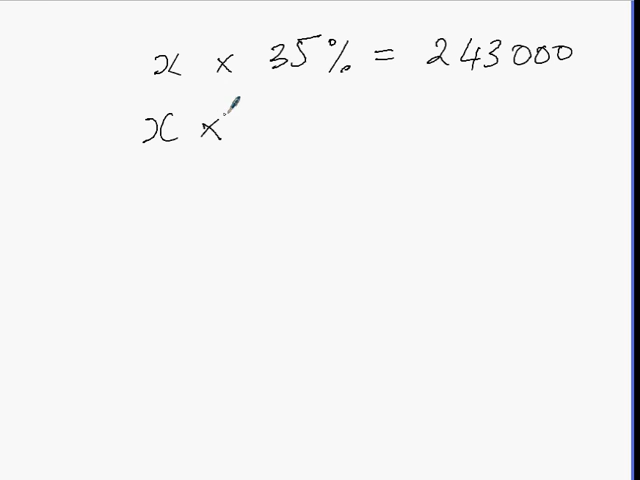 x × 35% = 243000
x ×